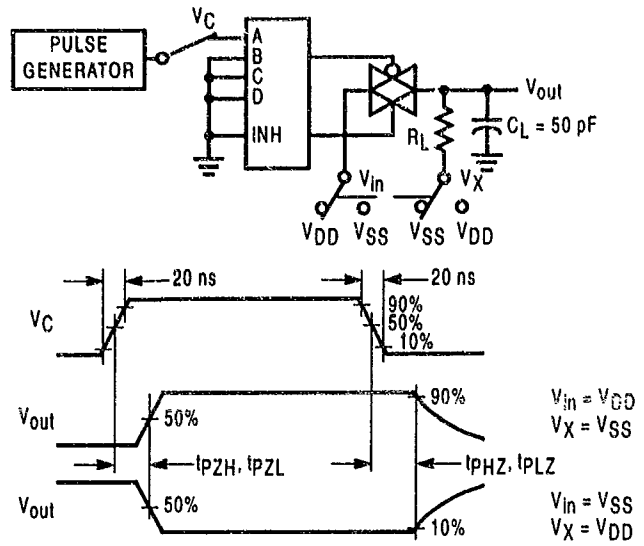 V_C
PULSE GENERATOR
A
B
C
D
INH
V_out
R_L
C_L = 50 pF
V_in
V_X
V_DD
V_SS
V_SS
V_DD
20 ns
20 ns
V_C
90%
50%
10%
V_out
50%
90%
V_in = V_DD
V_X = V_SS
t_PZH, t_PZL
t_PHZ, t_PLZ
V_out
50%
10%
V_in = V_SS
V_X = V_DD